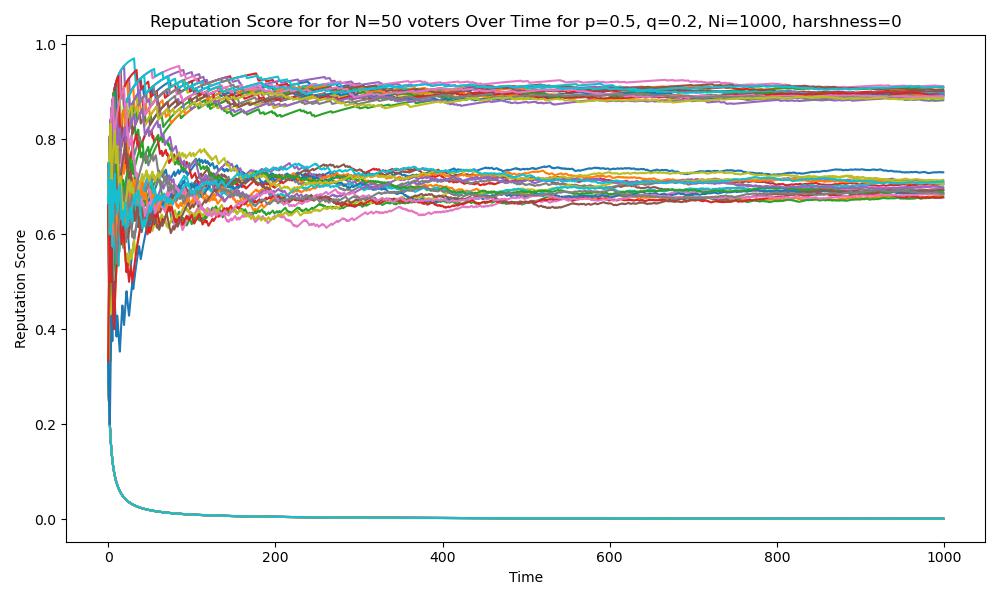 Reputation Score for for N=50 voters Over Time for p=0.5, q=0.2, Ni=1000, harshness=0
1.0
0.8
0.6
0.4
0.2
0.0
Reputation Score
0 200 400 600 800 1000
Time